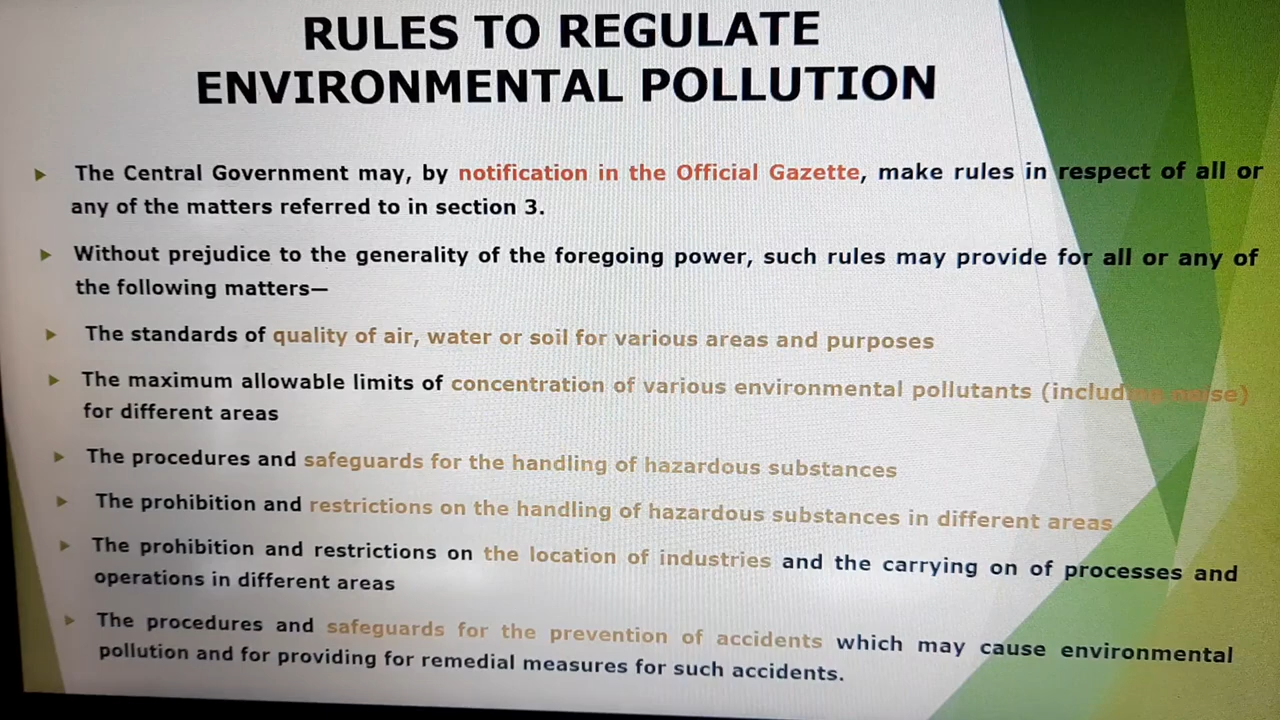 RULES TO REGULATE
ENVIRONMENTAL POLLUTION
The Central Government may, by notification in the Official Gazette, make rules in respect of all or
any of the matters referred to in section 3.
Without prejudice to the generality of the foregoing power, such rules may provide for all or any of
the following matters—
The standards of quality of air, water or soil for various areas and purposes
The maximum allowable limits of concentration of various environmental pollutants (including noise)
for different areas
The procedures and safeguards for the handling of hazardous substances
The prohibition and restrictions on the handling of hazardous substances in different areas
The prohibition and restrictions on the location of industries and the carrying on of processes and
operations in different areas
The procedures and safeguards for the prevention of accidents which may cause environmental
pollution and for providing for remedial measures for such accidents.